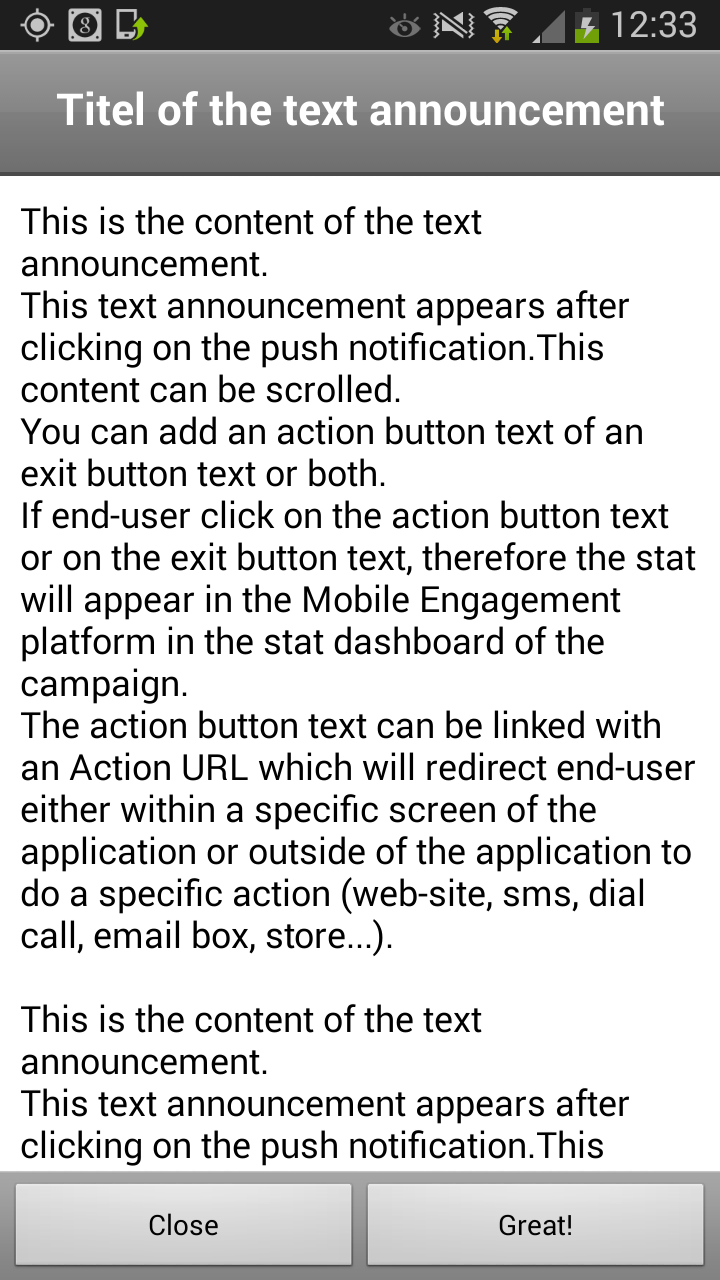 8 12:33
Titel of the text announcement
This is the content of the text
announcement.
This text announcement appears after
clicking on the push notification.This
content can be scrolled.
You can add an action button text of an
exit button text or both.
If end-user click on the action button text
or on the exit button text, therefore the stat
will appear in the Mobile Engagement
platform in the stat dashboard of the
campaign.
The action button text can be linked with
an Action URL which will redirect end-user
either within a specific screen of the
application or outside of the application to
do a specific action (web-site, sms, dial
call, email box, store...).
This is the content of the text
announcement.
This text announcement appears after
clicking on the push notification.This
Close Great!